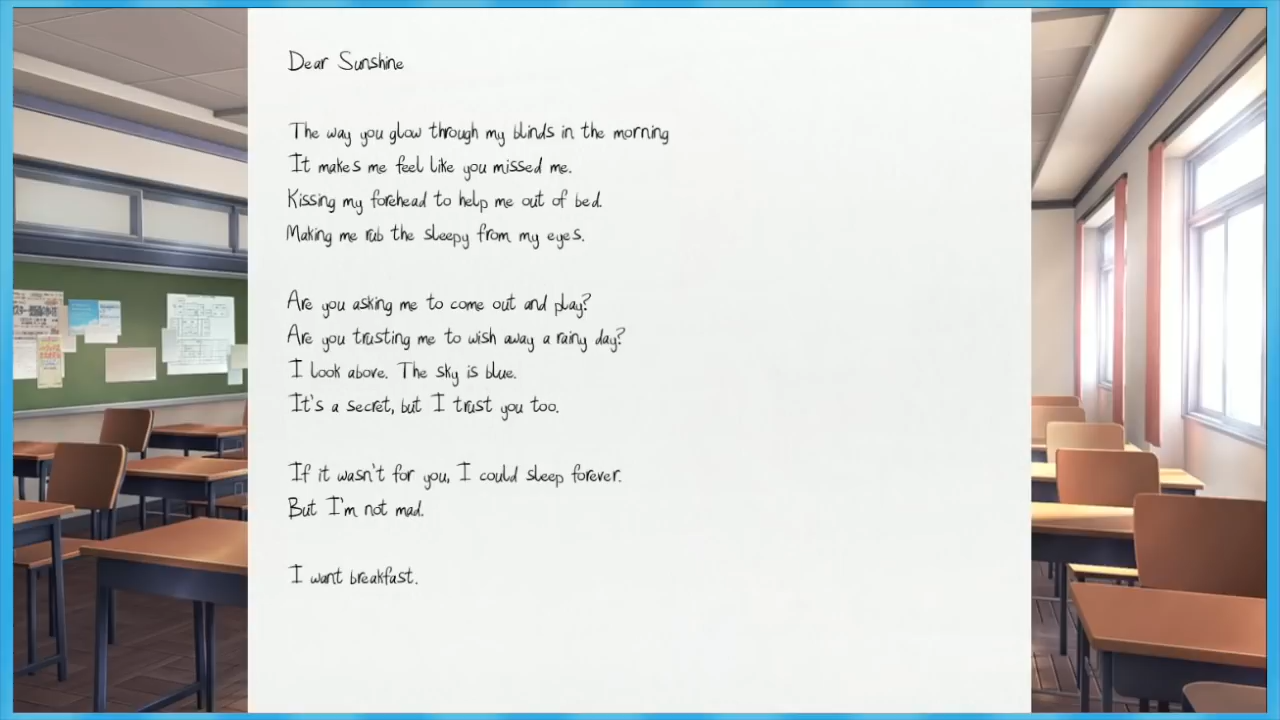 Dear Sunshine
The way you glow through my blinds in the morning
It makes me feel like you missed me.
Kissing my forehead to help me out of bed.
Making me rub the sleepy from my eyes.
Are you asking me to come out and play?
Are you trusting me to wish away a rainy day?
I look above. The sky is blue.
It's a secret, but I trust you too.
If it wasn't for you, I could sleep forever.
But I'm not mad.
I want breakfast.